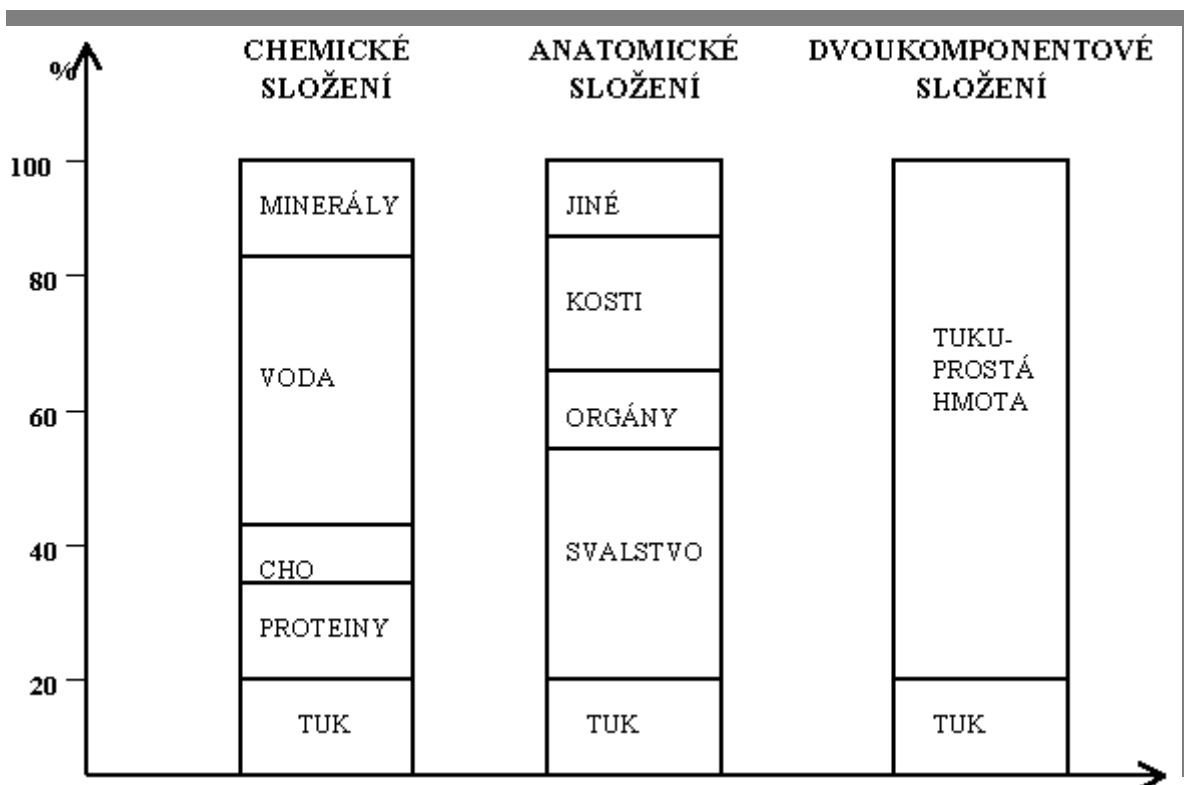 %
CHEMICKÉ
SLOŽENÍ
ANATOMICKÉ
SLOŽENÍ
DVOUKOMPONENTOVÉ
SLOŽENÍ
100
80
60
40
20
MINERÁLY
VODA
CHO
PROTEINY
TUK
JINÉ
KOSTI
ORGÁNY
SVALSTVO
TUK
TUKU-
PROSTÁ
HMOTA
TUK